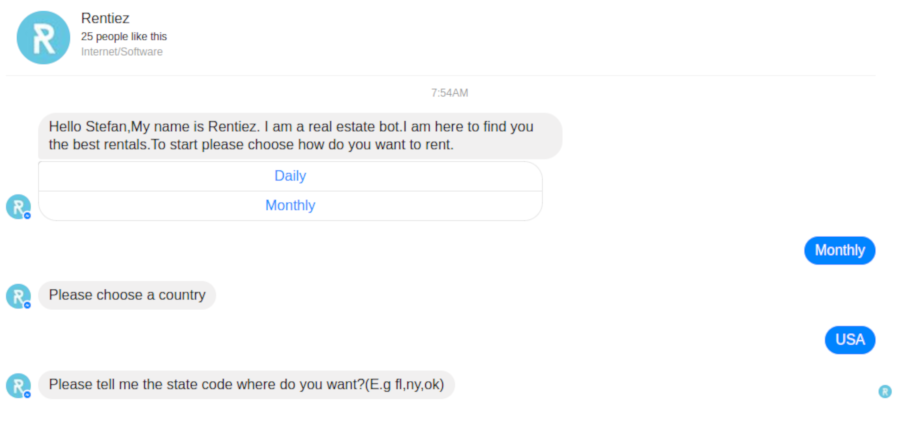 Rentiez
25 people like this
Internet/Software
7:54AM
Hello Stefan,My name is Rentiez. I am a real estate bot.I am here to find you
the best rentals.To start please choose how do you want to rent.
Daily
Monthly
Monthly
Please choose a country
USA
Please tell me the state code where do you want?(E.g fl,ny,ok)